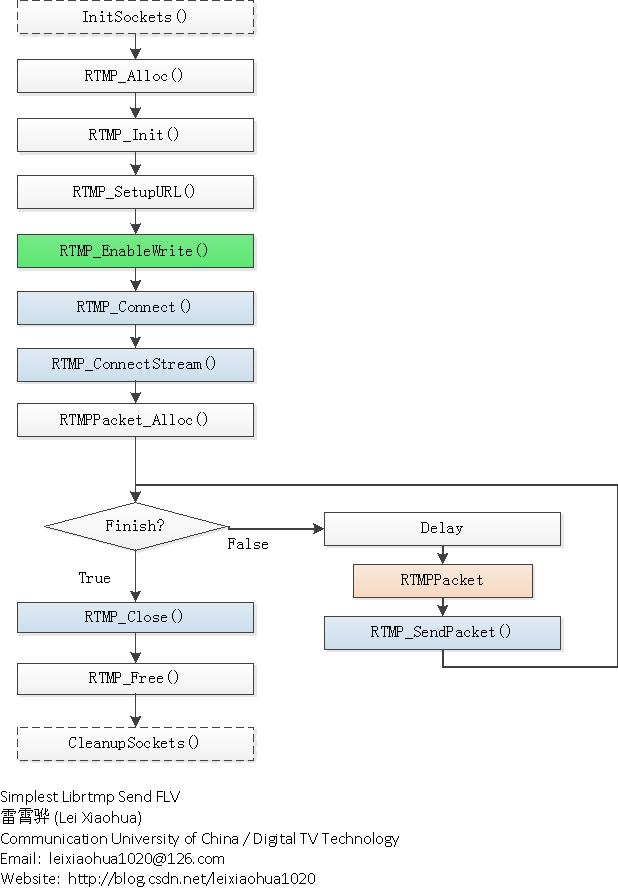 InitSockets()
RTMP_Alloc()
RTMP_Init()
RTMP_SetupURL()
RTMP_EnableWrite()
RTMP_Connect()
RTMP_ConnectStream()
RTMPPacket_Alloc()
Finish?
False
Delay
RTMPPacket
RTMP_SendPacket()
True
RTMP_Close()
RTMP_Free()
CleanupSockets()
Simplest Librtmp Send FLV
雷霄骅 (Lei Xiaohua)
Communication University of China / Digital TV Technology
Email: leixiaohua1020@126.com
Website: http://blog.csdn.net/leixiaohua1020